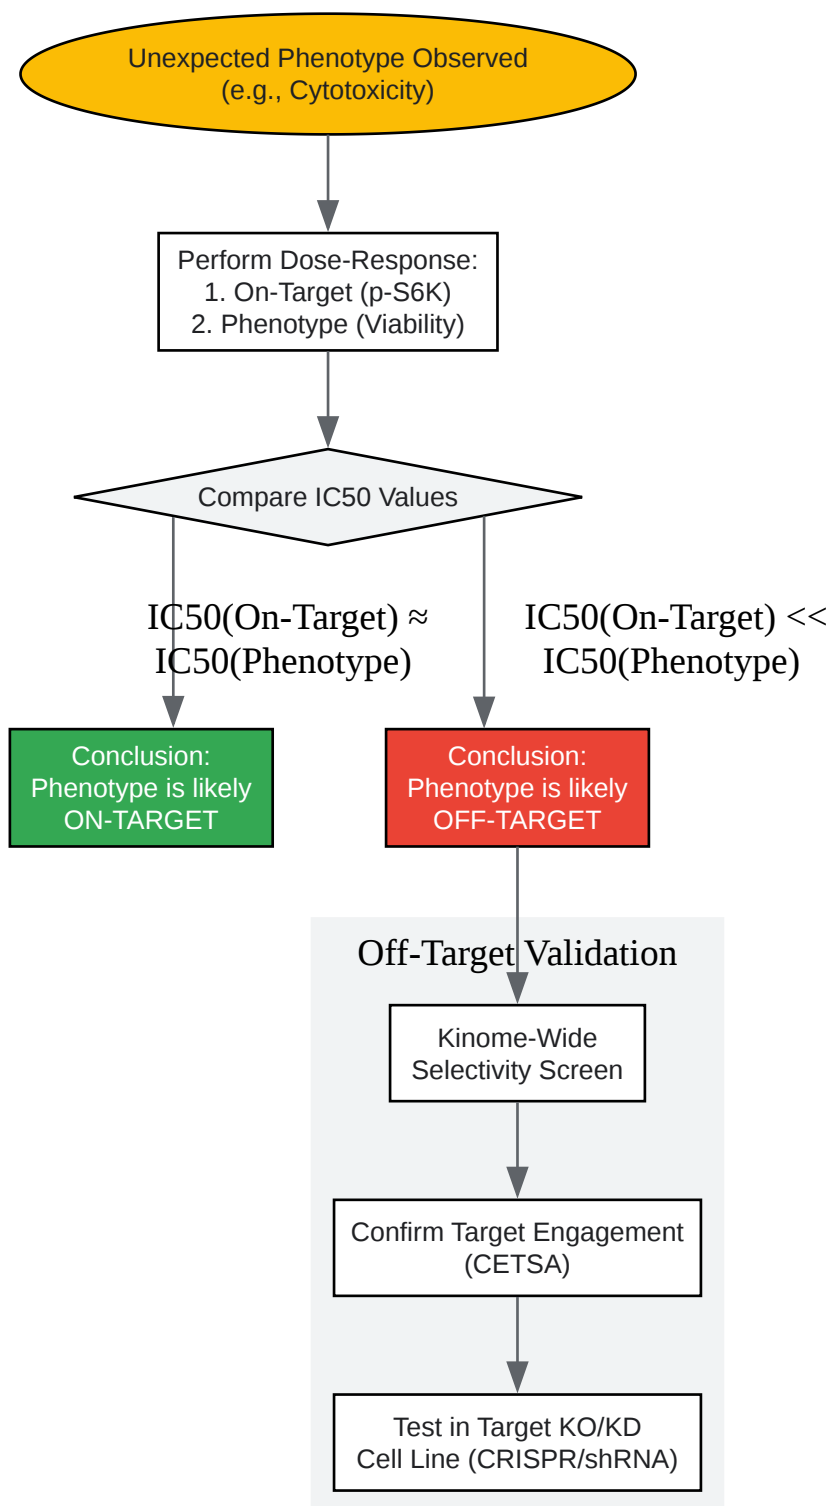 Unexpected Phenotype Observed
(e.g., Cytotoxicity)
Perform Dose-Response:
1. On-Target (p-S6K)
2. Phenotype (Viability)
Compare IC50 Values
IC50(On-Target) ≈
IC50(Phenotype)
IC50(On-Target) <<
IC50(Phenotype)
Conclusion:
Phenotype is likely
ON-TARGET
Conclusion:
Phenotype is likely
OFF-TARGET
Off-Target Validation
Kinome-Wide
Selectivity Screen
Confirm Target Engagement
(CETSA)
Test in Target KO/KD
Cell Line (CRISPR/shRNA)